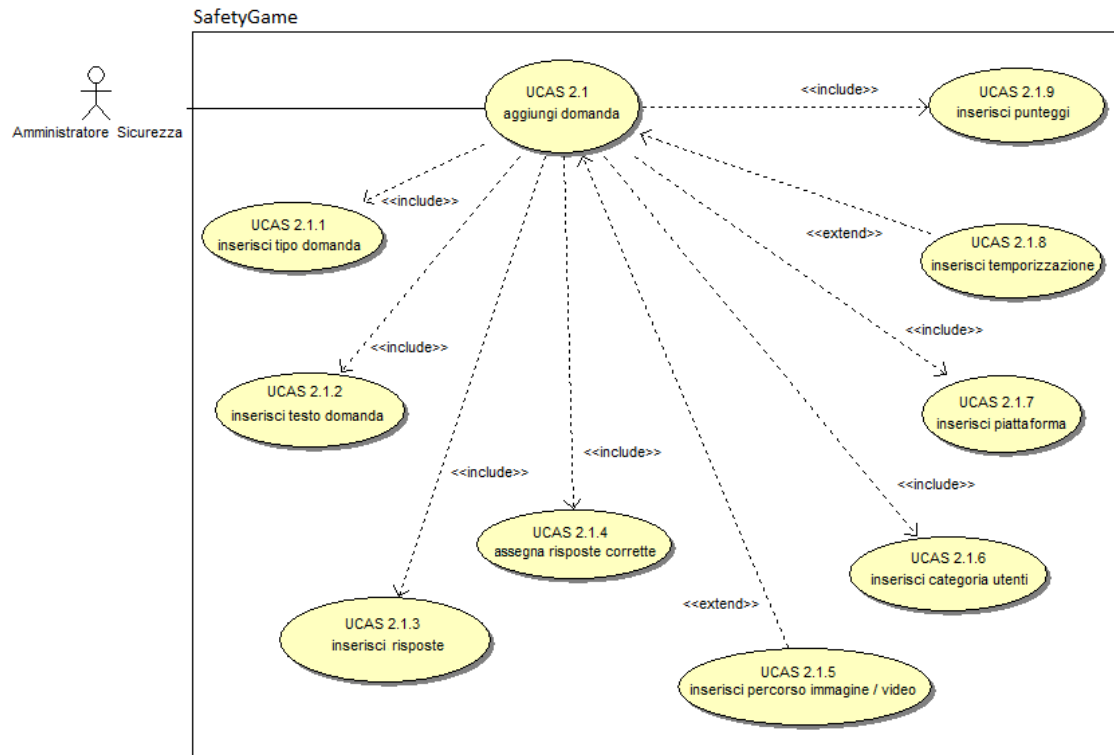 SafetyGame
Amministratore Sicurezza
UCAS 2.1
aggiungi domanda
<<include>>
UCAS 2.1.9
inserisci punteggi
<<include>>
UCAS 2.1.1
inserisci tipo domanda
<<extend>>
UCAS 2.1.8
inserisci temporizzazione
<<include>>
UCAS 2.1.2
inserisci testo domanda
<<include>>
UCAS 2.1.7
inserisci piattaforma
<<include>>
UCAS 2.1.3
inserisci risposte
<<include>>
UCAS 2.1.4
assegna risposte corrette
<<include>>
UCAS 2.1.6
inserisci categoria utenti
<<extend>>
UCAS 2.1.5
inserisci percorso immagine / video